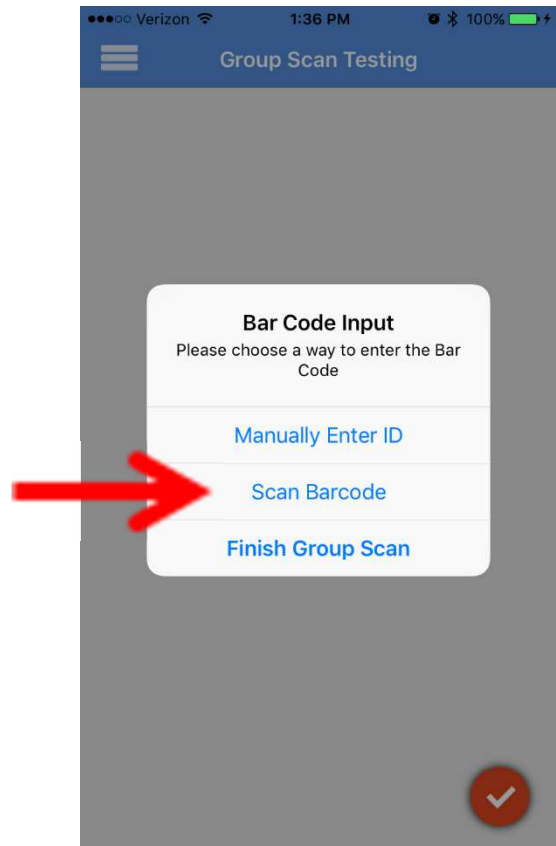 Verizon 1:36 PM 100%
Group Scan Testing
Bar Code Input
Please choose a way to enter the Bar
Code
Manually Enter ID
Scan Barcode
Finish Group Scan